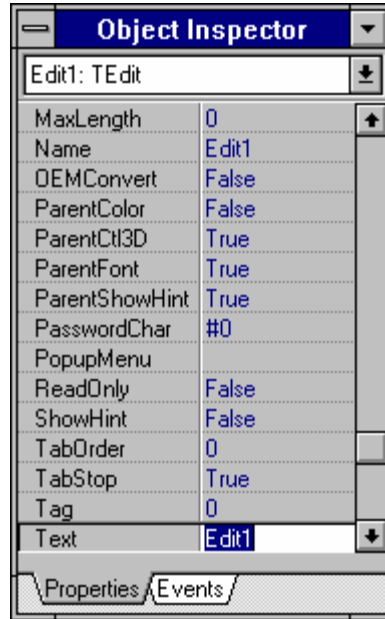 Object Inspector
Edit1: TEdit
MaxLength 0
Name Edit1
OEMConvert False
ParentColor False
ParentCtl3D True
ParentFont True
ParentShowHint True
PasswordChar #0
PopupMenu
ReadOnly False
ShowHint False
TabOrder 0
TabStop True
Tag 0
Text Edit1
Properties Events